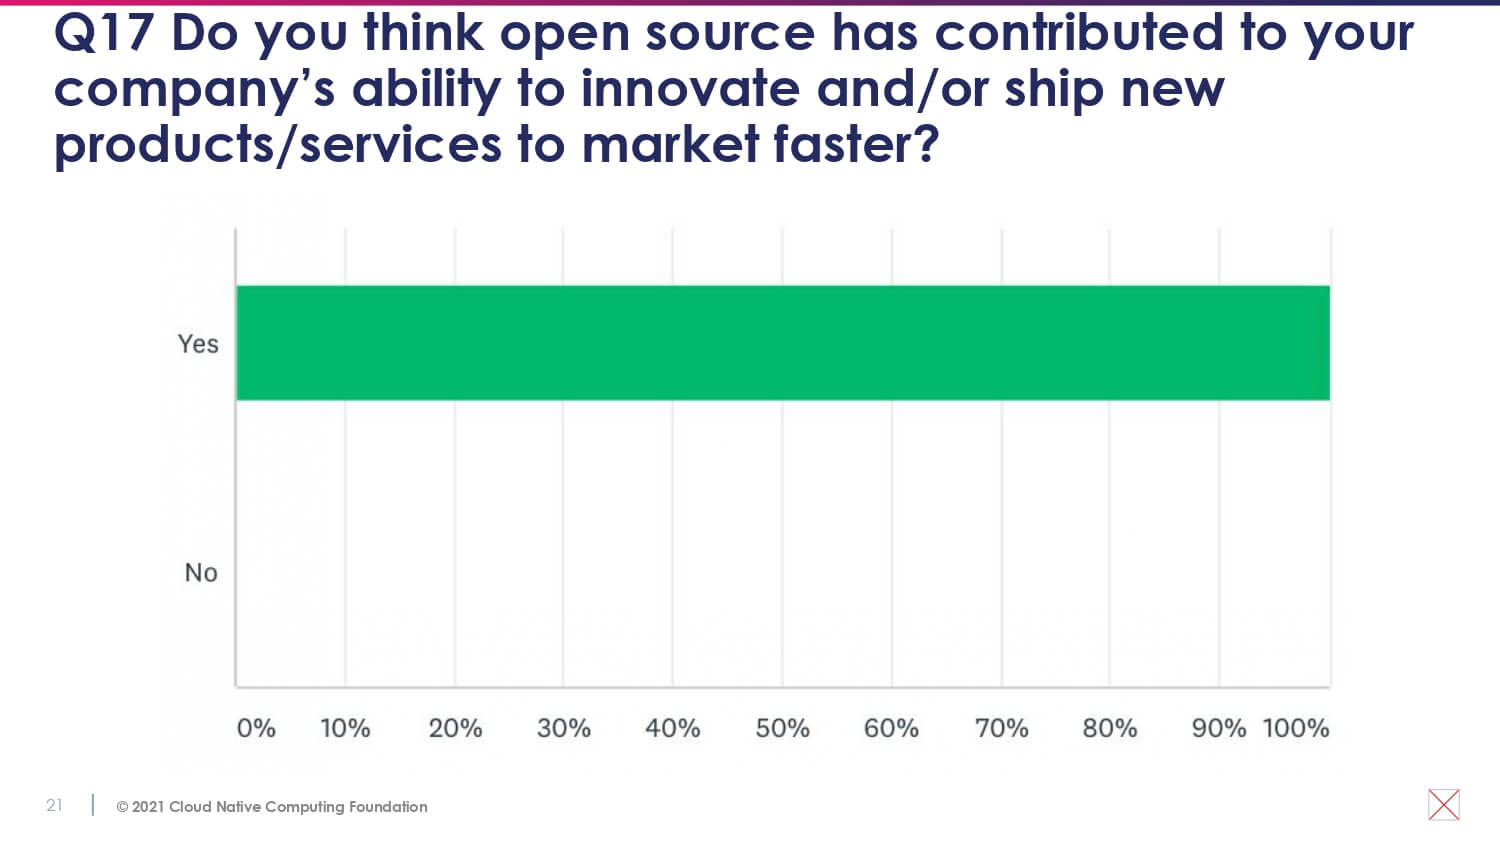 Q17 Do you think open source has contributed to your
company’s ability to innovate and/or ship new
products/services to market faster?
Yes
No
0% 10% 20% 30% 40% 50% 60% 70% 80% 90% 100%
21 © 2021 Cloud Native Computing Foundation